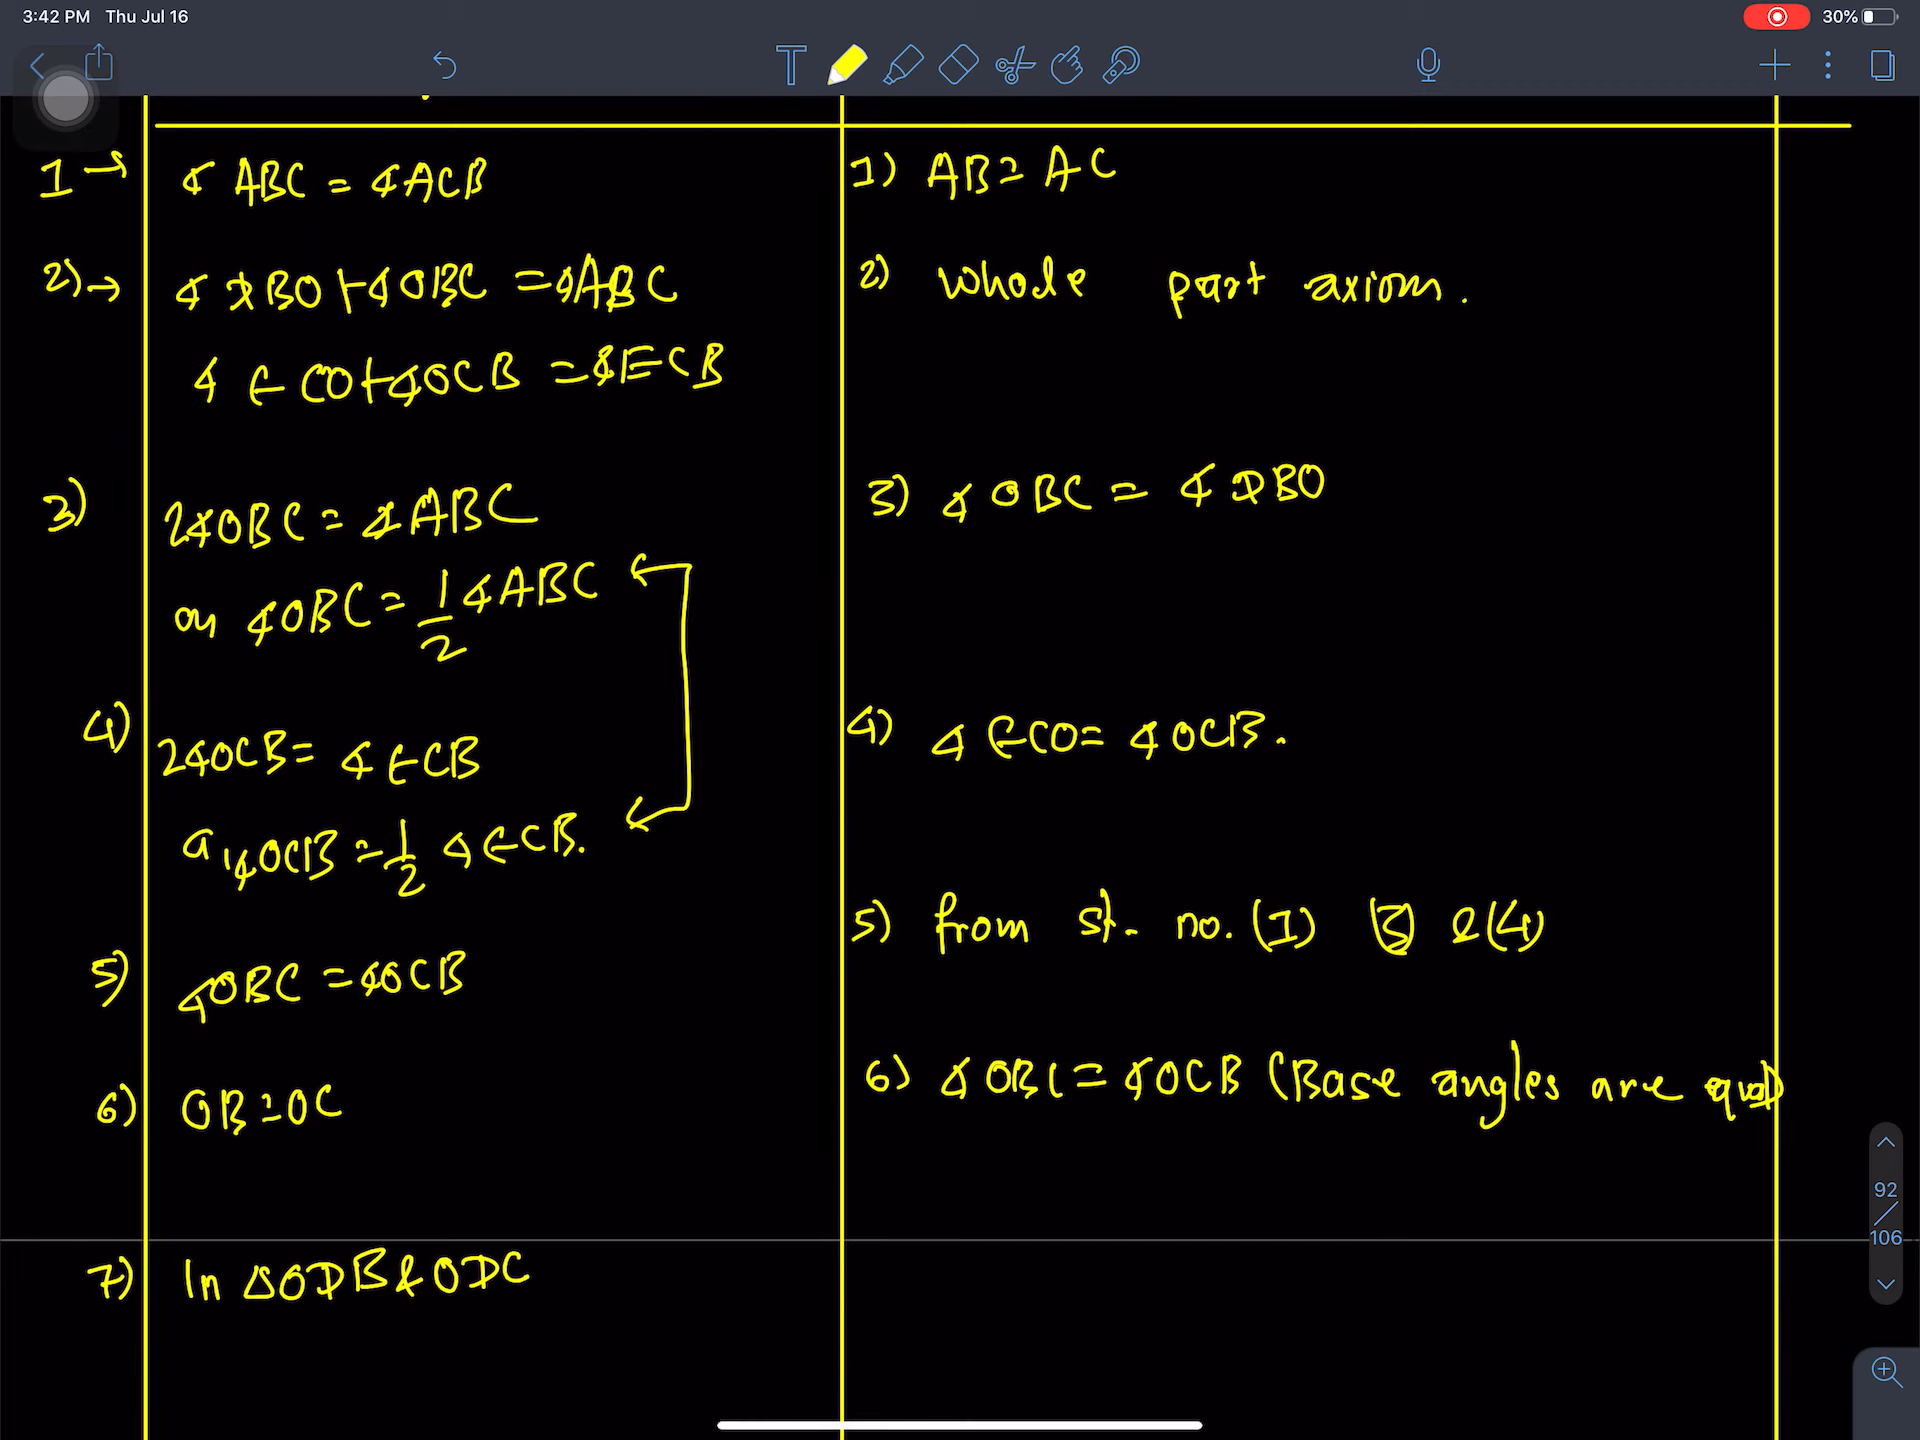 3:42 PM Thu Jul 16
30%
1→ ∡ABC = ∡ACB
1) AB = AC
2)→ ∡DBO + ∡OBC = ∡ABC
2) Whole part axiom.
∡ECO + ∡OCB = ∡ECB
3) 2∡OBC = ∡ABC
3) ∡OBC = ∡DBO
or ∡OBC = 1/2 ∡ABC
4) 2∡OCB = ∡ECB
4) ∡ECO = ∡OCB.
∡OCB = 1/2 ∡ECB.
5) ∡OBC = ∡OCB
5) from st. no. (1) (3) & (4)
6) OB = OC
6) ∡OBC = ∡OCB (Base angles are
7) In ΔODB & ODC
92
106